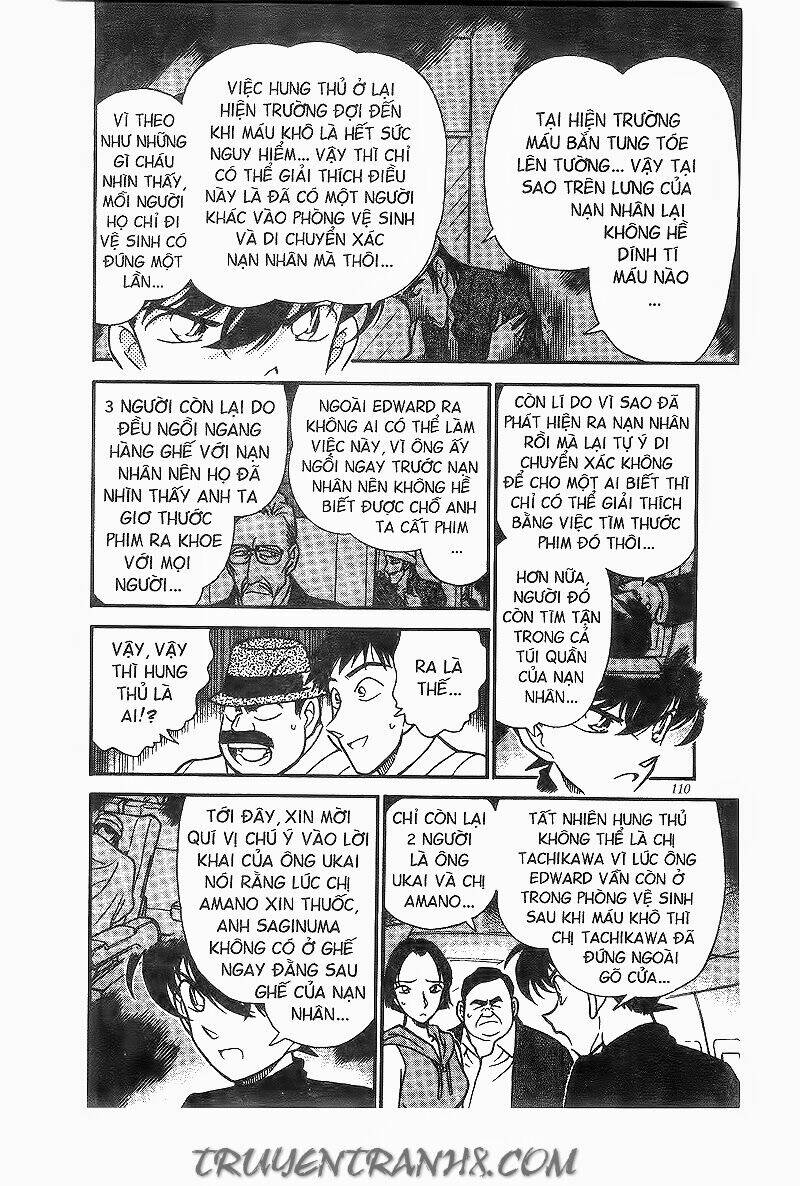 TẠI HIỆN TRƯỜNG
MÁU BẮN TUNG TÓE
LÊN TƯỜNG... VẬY TẠI
SAO TRÊN LƯNG CỦA
NẠN NHÂN LẠI
KHÔNG HỀ
DÍNH TÍ
MÁU NÀO
...
VIỆC HUNG THỦ Ở LẠI
HIỆN TRƯỜNG ĐỢI ĐẾN
KHI MÁU KHÔ LÀ HẾT SỨC
NGUY HIỂM... VẬY THÌ CHỈ
CÓ THỂ GIẢI THÍCH ĐIỀU
NÀY LÀ ĐÃ CÓ MỘT NGƯỜI
KHÁC VÀO PHÒNG VỆ SINH
VÀ DI CHUYỂN XÁC
NẠN NHÂN MÀ THÔI...
VÌ THEO
NHƯ NHỮNG
GÌ CHÁU
NHÌN THẤY,
MỖI NGƯỜI
HỌ CHỈ ĐI
VỆ SINH CÓ
ĐÚNG MỘT
LẦN...
CÒN LÍ DO VÌ SAO ĐÃ
PHÁT HIỆN RA NẠN NHÂN
RỒI MÀ LẠI TỰ Ý DI
CHUYỂN XÁC KHÔNG
ĐỂ CHO MỘT AI BIẾT THÌ
CHỈ CÓ THỂ GIẢI THÍCH
BẰNG VIỆC TÌM THƯỚC
PHIM ĐÓ THÔI...
HƠN NỮA,
NGƯỜI ĐÓ
CÒN TÌM TẬN
TRONG CẢ
TÚI QUẦN
CỦA NẠN
NHÂN...
NGOÀI EDWARD RA
KHÔNG AI CÓ THỂ LÀM
VIỆC NÀY, VÌ ÔNG ẤY
NGỒI NGAY TRƯỚC NẠN
NHÂN NÊN KHÔNG HỀ
BIẾT ĐƯỢC CHỖ ANH
TA CẤT PHIM
...
3 NGƯỜI CÒN LẠI DO
ĐỀU NGỒI NGANG
HÀNG GHẾ VỚI NẠN
NHÂN NÊN HỌ ĐÃ
NHÌN THẤY ANH TA
GIƠ THƯỚC
PHIM RA KHOE
VỚI MỌI
NGƯỜI...
RA LÀ
THẾ...
VẬY, VẬY
THÌ HUNG
THỦ LÀ
AI!?
110
TẤT NHIÊN HUNG THỦ
KHÔNG THỂ LÀ CHỊ
TACHIKAWA VÌ LÚC ÔNG
EDWARD VẪN CÒN Ở
TRONG PHÒNG VỆ SINH
SAU KHI MÁU KHÔ THÌ
CHỊ TACHIKAWA ĐÃ
ĐỨNG NGOÀI
GÕ CỬA...
CHỈ CÒN LẠI
2 NGƯỜI
LÀ ÔNG
UKAI VÀ CHỊ
AMANO...
TỚI ĐÂY, XIN MỜI
QUÍ VỊ CHÚ Ý VÀO LỜI
KHAI CỦA ÔNG UKAI
NÓI RẰNG LÚC CHỊ
AMANO XIN THUỐC,
ANH SAGINUMA
KHÔNG CÓ Ở GHẾ
NGAY ĐẰNG SAU
GHẾ CỦA NẠN
NHÂN...
TRUYENTRANH8.COM